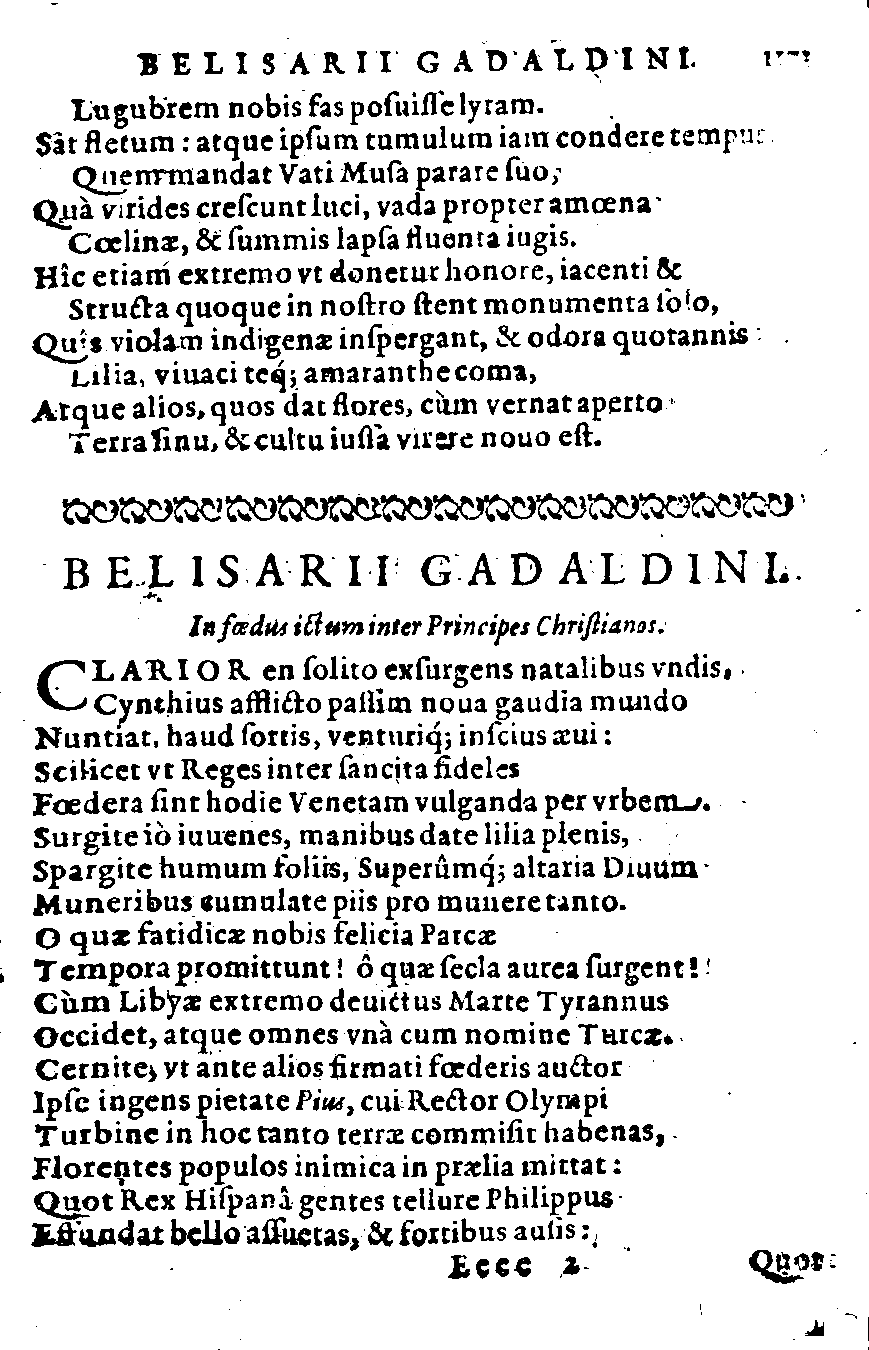 BELISARII GADALDINI.
Lugubrem nobis fas posuisse lyram.
Sat fletum: atque ipsum tumulum iam condere tempus
Quem mandat Vati Musa parare suo,
Quà virides crescunt luci, vada propter amœna
Cœlinæ, & summis lapsa fluenta iugis.
Hîc etiam extremo vt donetur honore, iacenti &
Structa quoque in nostro stent monumenta solo,
Quîs violam indigenæ inspergant, & odora quotannis
Lilia, viuaci teq́; amaranthe coma,
Atque alios, quos dat flores, cùm vernat aperto
Terra sinu, & cultu iussa virere nouo est.
BELISARII GADALDINI.
In fœdus ictum inter Principes Christianos.
CLARIOR en solito exsurgens natalibus vndis,
Cynthius afflicto passim noua gaudia mundo
Nuntiat, haud sortis, venturiq́; inscius æui:
Scilicet vt Reges inter sancita fideles
Fœdera sint hodie Venetam vulganda per vrbem.
Surgite iò iuuenes, manibus date lilia plenis,
Spargite humum foliis, Superûmq́; altaria Diuum
Muneribus cumulate piis pro munere tanto.
O quæ fatidicæ nobis felicia Parcæ
Tempora promittunt! ô quæ secla aurea surgent!
Cùm Libyæ extremo deuictus Marte Tyrannus
Occidet, atque omnes vnà cum nomine Turcæ.
Cernite, vt ante alios firmati fœderis auctor
Ipse ingens pietate Pius, cui Rector Olympi
Turbine in hoc tanto terræ commisit habenas,
Florentes populos inimica in prælia mittat:
Quot Rex Hispanâ gentes tellure Philippus
Effundat bello assuetas, & fortibus ausis:
Eeee 2 Quot